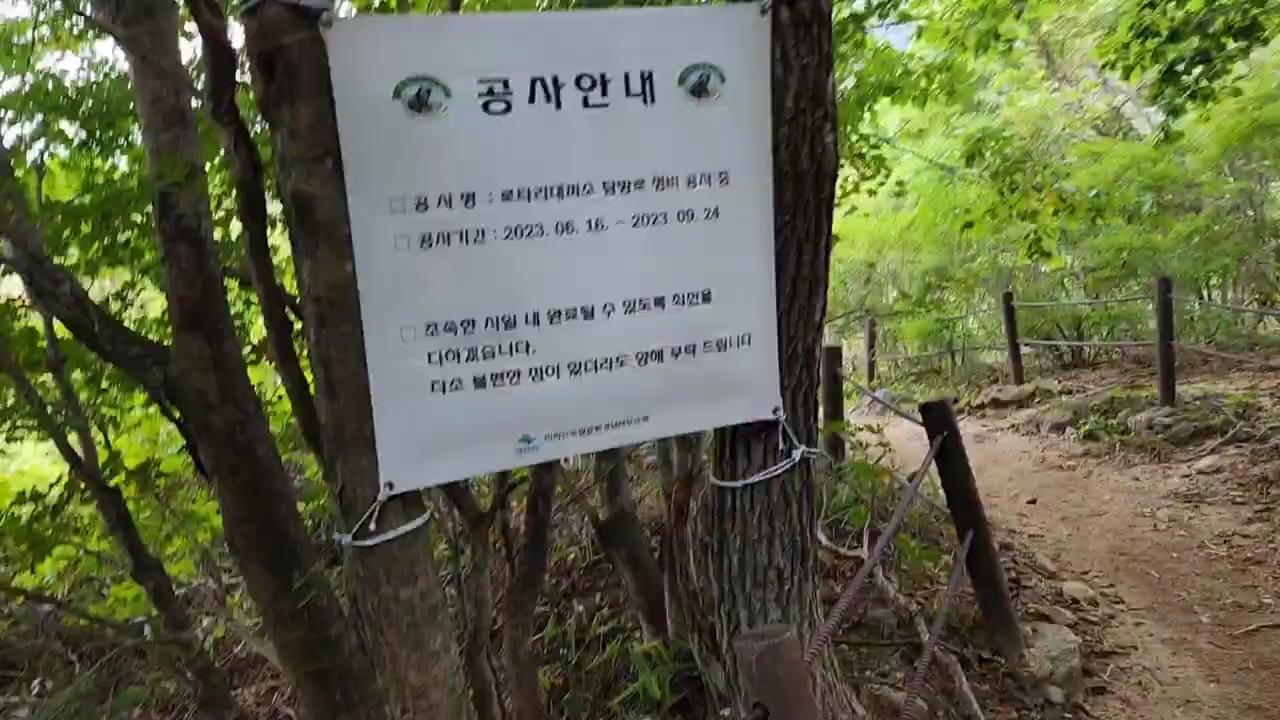 공사안내
□ 공 사 명 : 로타리대피소 탐방로 정비 공사 중
□ 공사기간 : 2023. 06. 16. ~ 2023. 09. 24
□ 조속한 시일 내 완료될 수 있도록 최선을
다하겠습니다.
다소 불편한 점이 있더라도 양해 부탁 드립니다